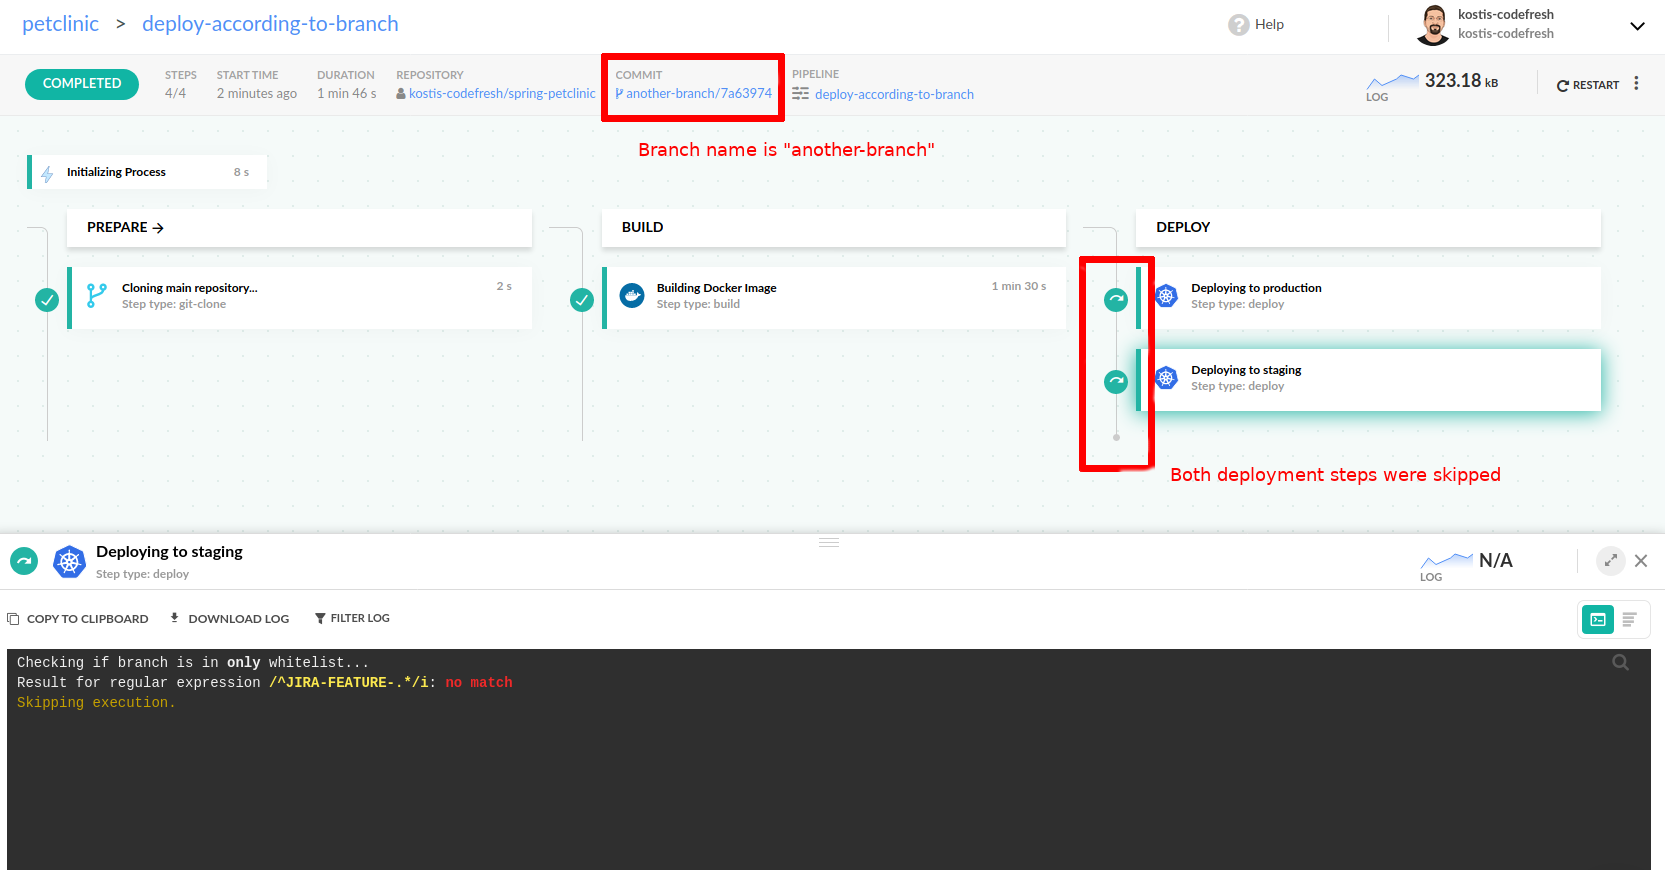 petclinic > deploy-according-to-branch
? Help
kostis-codefresh
kostis-codefresh
COMPLETED
STEPS
4/4
START TIME
2 minutes ago
DURATION
1 min 46 s
REPOSITORY
kostis-codefresh/spring-petclinic
COMMIT
another-branch/7a63974
PIPELINE
deploy-according-to-branch
LOG
323.18 kB
RESTART
Branch name is "another-branch"
Initializing Process 8 s
PREPARE →
BUILD
DEPLOY
Cloning main repository... 2 s
Step type: git-clone
Building Docker Image 1 min 30 s
Step type: build
Deploying to production
Step type: deploy
Deploying to staging
Step type: deploy
Both deployment steps were skipped
Deploying to staging
Step type: deploy
LOG
N/A
COPY TO CLIPBOARD DOWNLOAD LOG FILTER LOG
Checking if branch is in only whitelist...
Result for regular expression /^JIRA-FEATURE-.*/i: no match
Skipping execution.